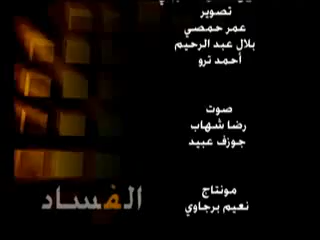 تصوير
عمر حمصي
بلال عبد الرحيم
أحمد ترو
صوت
رضا شهاب
جوزف عبيد
مونتاج
نعيم برجاوي
الفساد